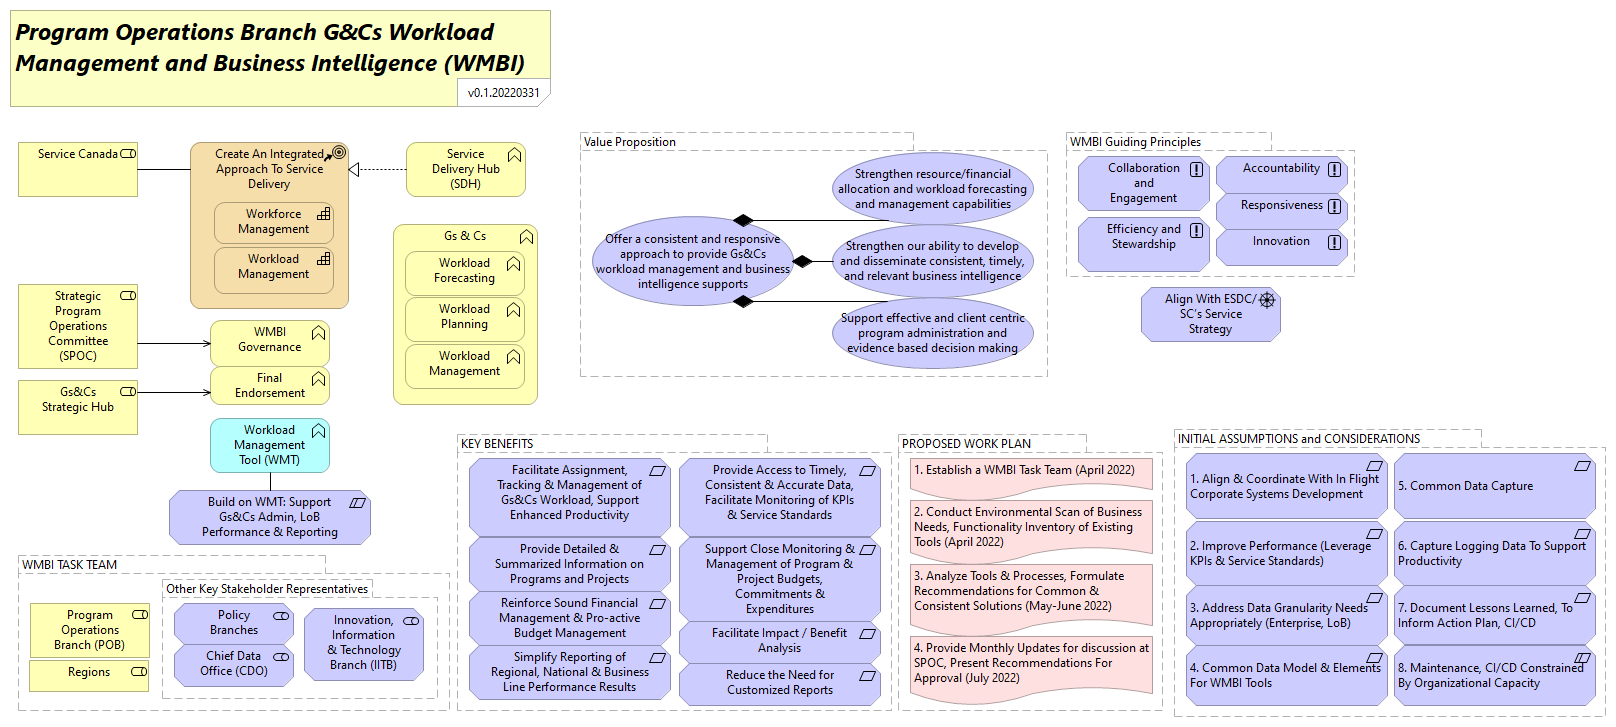 Program Operations Branch G&Cs Workload
Management and Business Intelligence (WMBI)
v0.1.20220331
Service Canada
Create An Integrated
Approach To Service
Delivery
Workforce
Management
Workload
Management
Service
Delivery Hub
(SDH)
Gs & Cs
Workload
Forecasting
Workload
Planning
Workload
Management
Strategic
Program
Operations
Committee
(SPOC)
WMBI
Governance
Final
Endorsement
Gs&Cs
Strategic Hub
Workload
Management
Tool (WMT)
Build on WMT: Support
Gs&Cs Admin, LoB
Performance & Reporting
Value Proposition
Offer a consistent and responsive
approach to provide Gs&Cs
workload management and business
intelligence supports
Strengthen resource/financial
allocation and workload forecasting
and management capabilities
Strengthen our ability to develop
and disseminate consistent, timely,
and relevant business intelligence
Support effective and client centric
program administration and
evidence based decision making
WMBI Guiding Principles
Collaboration
and
Engagement
Efficiency and
Stewardship
Accountability
Responsiveness
Innovation
Align With ESDC/
SC's Service
Strategy
WMBI TASK TEAM
Program
Operations
Branch (POB)
Regions
Other Key Stakeholder Representatives
Policy
Branches
Chief Data
Office (CDO)
Innovation,
Information
& Technology
Branch (IITB)
KEY BENEFITS
Facilitate Assignment,
Tracking & Management of
Gs&Cs Workload, Support
Enhanced Productivity
Provide Detailed &
Summarized Information on
Programs and Projects
Reinforce Sound Financial
Management & Pro-active
Budget Management
Simplify Reporting of
Regional, National & Business
Line Performance Results
Provide Access to Timely,
Consistent & Accurate Data,
Facilitate Monitoring of KPIs
& Service Standards
Support Close Monitoring &
Management of Program &
Project Budgets,
Commitments &
Expenditures
Facilitate Impact / Benefit
Analysis
Reduce the Need for
Customized Reports
PROPOSED WORK PLAN
1. Establish a WMBI Task Team (April 2022)
2. Conduct Environmental Scan of Business
Needs, Functionality Inventory of Existing
Tools (April 2022)
3. Analyze Tools & Processes, Formulate
Recommendations for Common &
Consistent Solutions (May-June 2022)
4. Provide Monthly Updates for discussion at
SPOC, Present Recommendations For
Approval (July 2022)
INITIAL ASSUMPTIONS and CONSIDERATIONS
1. Align & Coordinate With In Flight
Corporate Systems Development
2. Improve Performance (Leverage
KPIs & Service Standards)
3. Address Data Granularity Needs
Appropriately (Enterprise, LoB)
4. Common Data Model & Elements
For WMBI Tools
5. Common Data Capture
6. Capture Logging Data To Support
Productivity
7. Document Lessons Learned, To
Inform Action Plan, CI/CD
8. Maintenance, CI/CD Constrained
By Organizational Capacity